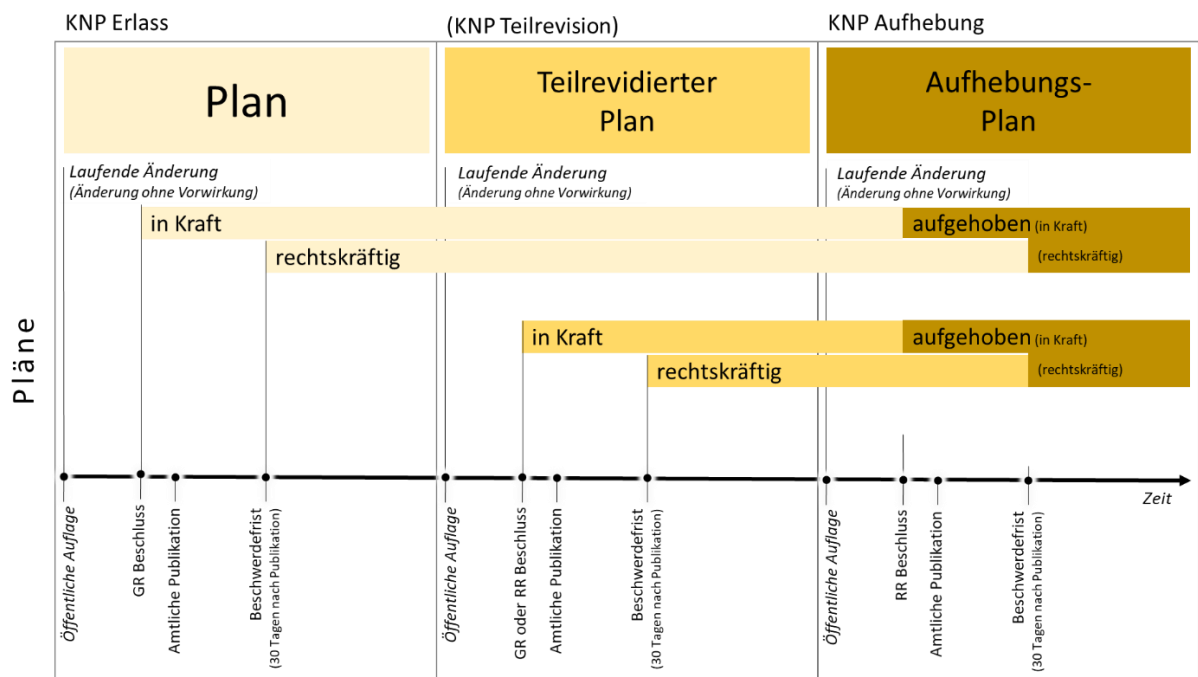 KNP Erlass
(KNP Teilrevision)
KNP Aufhebung
Plan
Teilrevidierter
Plan
Aufhebungs-
Plan
Laufende Änderung
(Änderung ohne Vorwirkung)
Laufende Änderung
(Änderung ohne Vorwirkung)
Laufende Änderung
(Änderung ohne Vorwirkung)
in Kraft
aufgehoben (in Kraft)
rechtskräftig
(rechtskräftig)
in Kraft
aufgehoben (in Kraft)
rechtskräftig
(rechtskräftig)
Pläne
Zeit
Öffentliche Auflage
GR Beschluss
Amtliche Publikation
Beschwerdefrist
(30 Tagen nach Publikation)
Öffentliche Auflage
GR oder RR Beschluss
Amtliche Publikation
Beschwerdefrist
(30 Tagen nach Publikation)
Öffentliche Auflage
RR Beschluss
Amtliche Publikation
Beschwerdefrist
(30 Tagen nach Publikation)